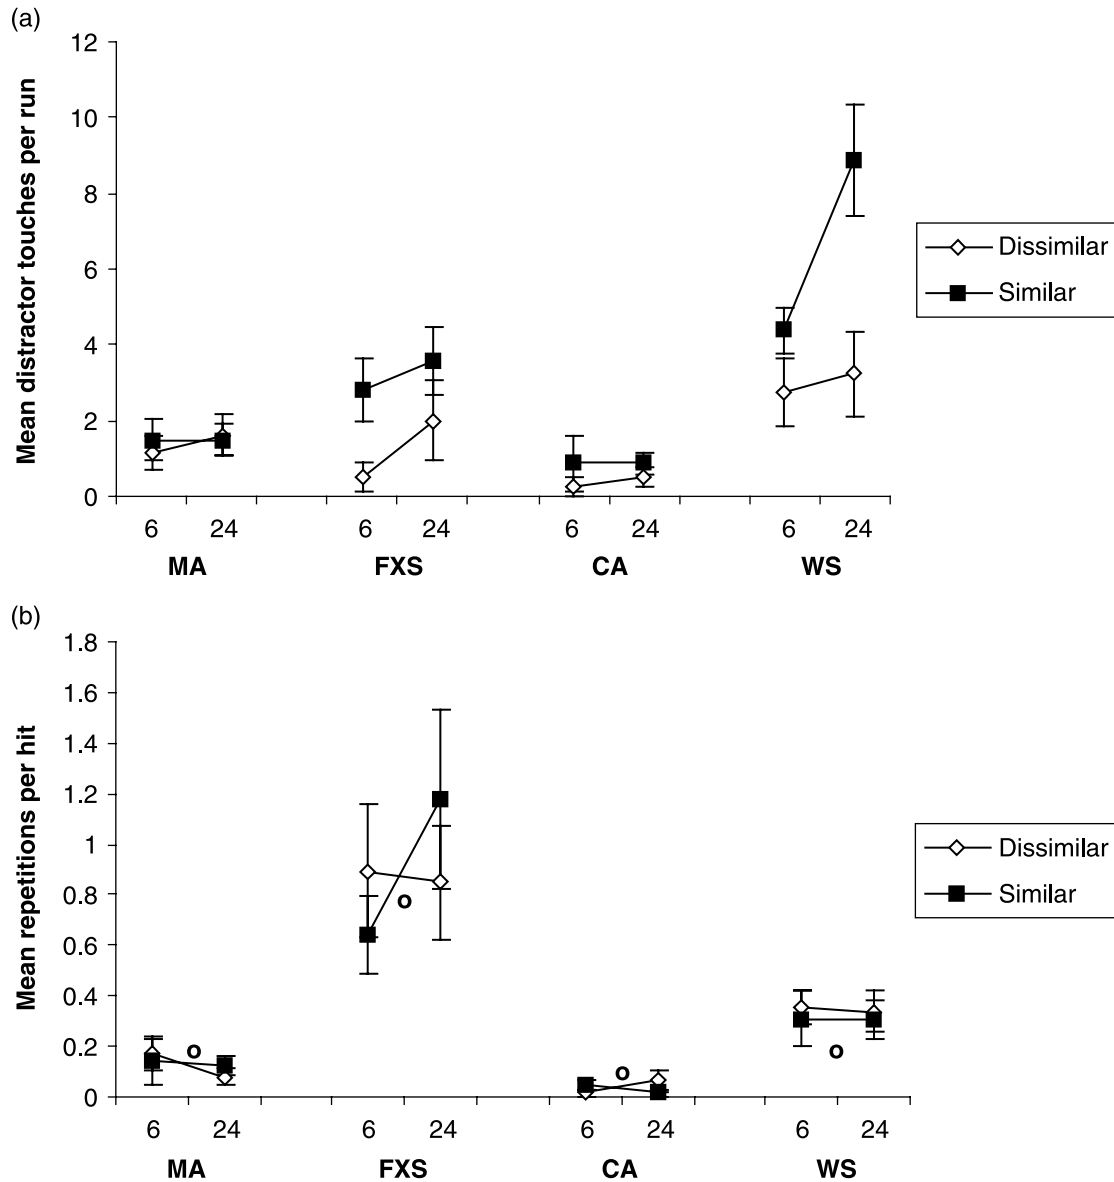 (a)
Mean distractor touches per run
12
10
8
6
4
2
0
6 24 6 24 6 24 6 24
MA FXS CA WS
Dissimilar
Similar
(b)
Mean repetitions per hit
1.8
1.6
1.4
1.2
1
0.8
0.6
0.4
0.2
0
o o o o
6 24 6 24 6 24 6 24
MA FXS CA WS
Dissimilar
Similar